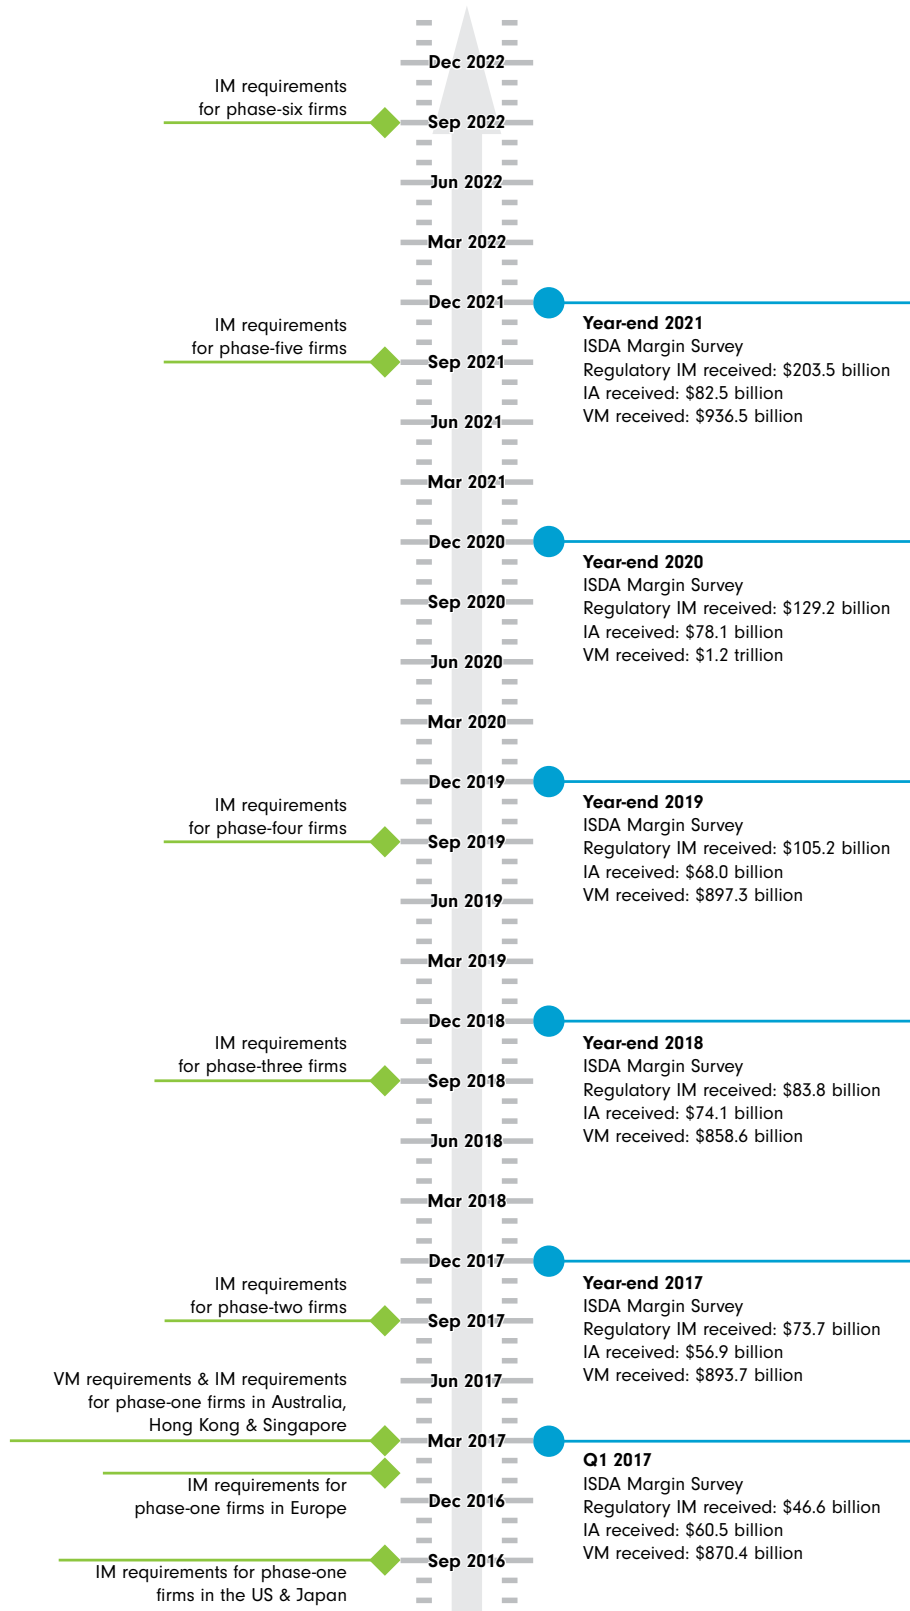 Dec 2022
IM requirements
for phase-six firms
Sep 2022
Jun 2022
Mar 2022
Dec 2021
Year-end 2021
ISDA Margin Survey
Regulatory IM received: $203.5 billion
IA received: $82.5 billion
VM received: $936.5 billion
IM requirements
for phase-five firms
Sep 2021
Jun 2021
Mar 2021
Dec 2020
Year-end 2020
ISDA Margin Survey
Regulatory IM received: $129.2 billion
IA received: $78.1 billion
VM received: $1.2 trillion
Sep 2020
Jun 2020
Mar 2020
Dec 2019
Year-end 2019
ISDA Margin Survey
Regulatory IM received: $105.2 billion
IA received: $68.0 billion
VM received: $897.3 billion
IM requirements
for phase-four firms
Sep 2019
Jun 2019
Mar 2019
Dec 2018
Year-end 2018
ISDA Margin Survey
Regulatory IM received: $83.8 billion
IA received: $74.1 billion
VM received: $858.6 billion
IM requirements
for phase-three firms
Sep 2018
Jun 2018
Mar 2018
Dec 2017
Year-end 2017
ISDA Margin Survey
Regulatory IM received: $73.7 billion
IA received: $56.9 billion
VM received: $893.7 billion
IM requirements
for phase-two firms
Sep 2017
Jun 2017
VM requirements & IM requirements
for phase-one firms in Australia,
Hong Kong & Singapore
Mar 2017
Q1 2017
ISDA Margin Survey
Regulatory IM received: $46.6 billion
IA received: $60.5 billion
VM received: $870.4 billion
IM requirements for
phase-one firms in Europe
Dec 2016
Sep 2016
IM requirements for phase-one
firms in the US & Japan